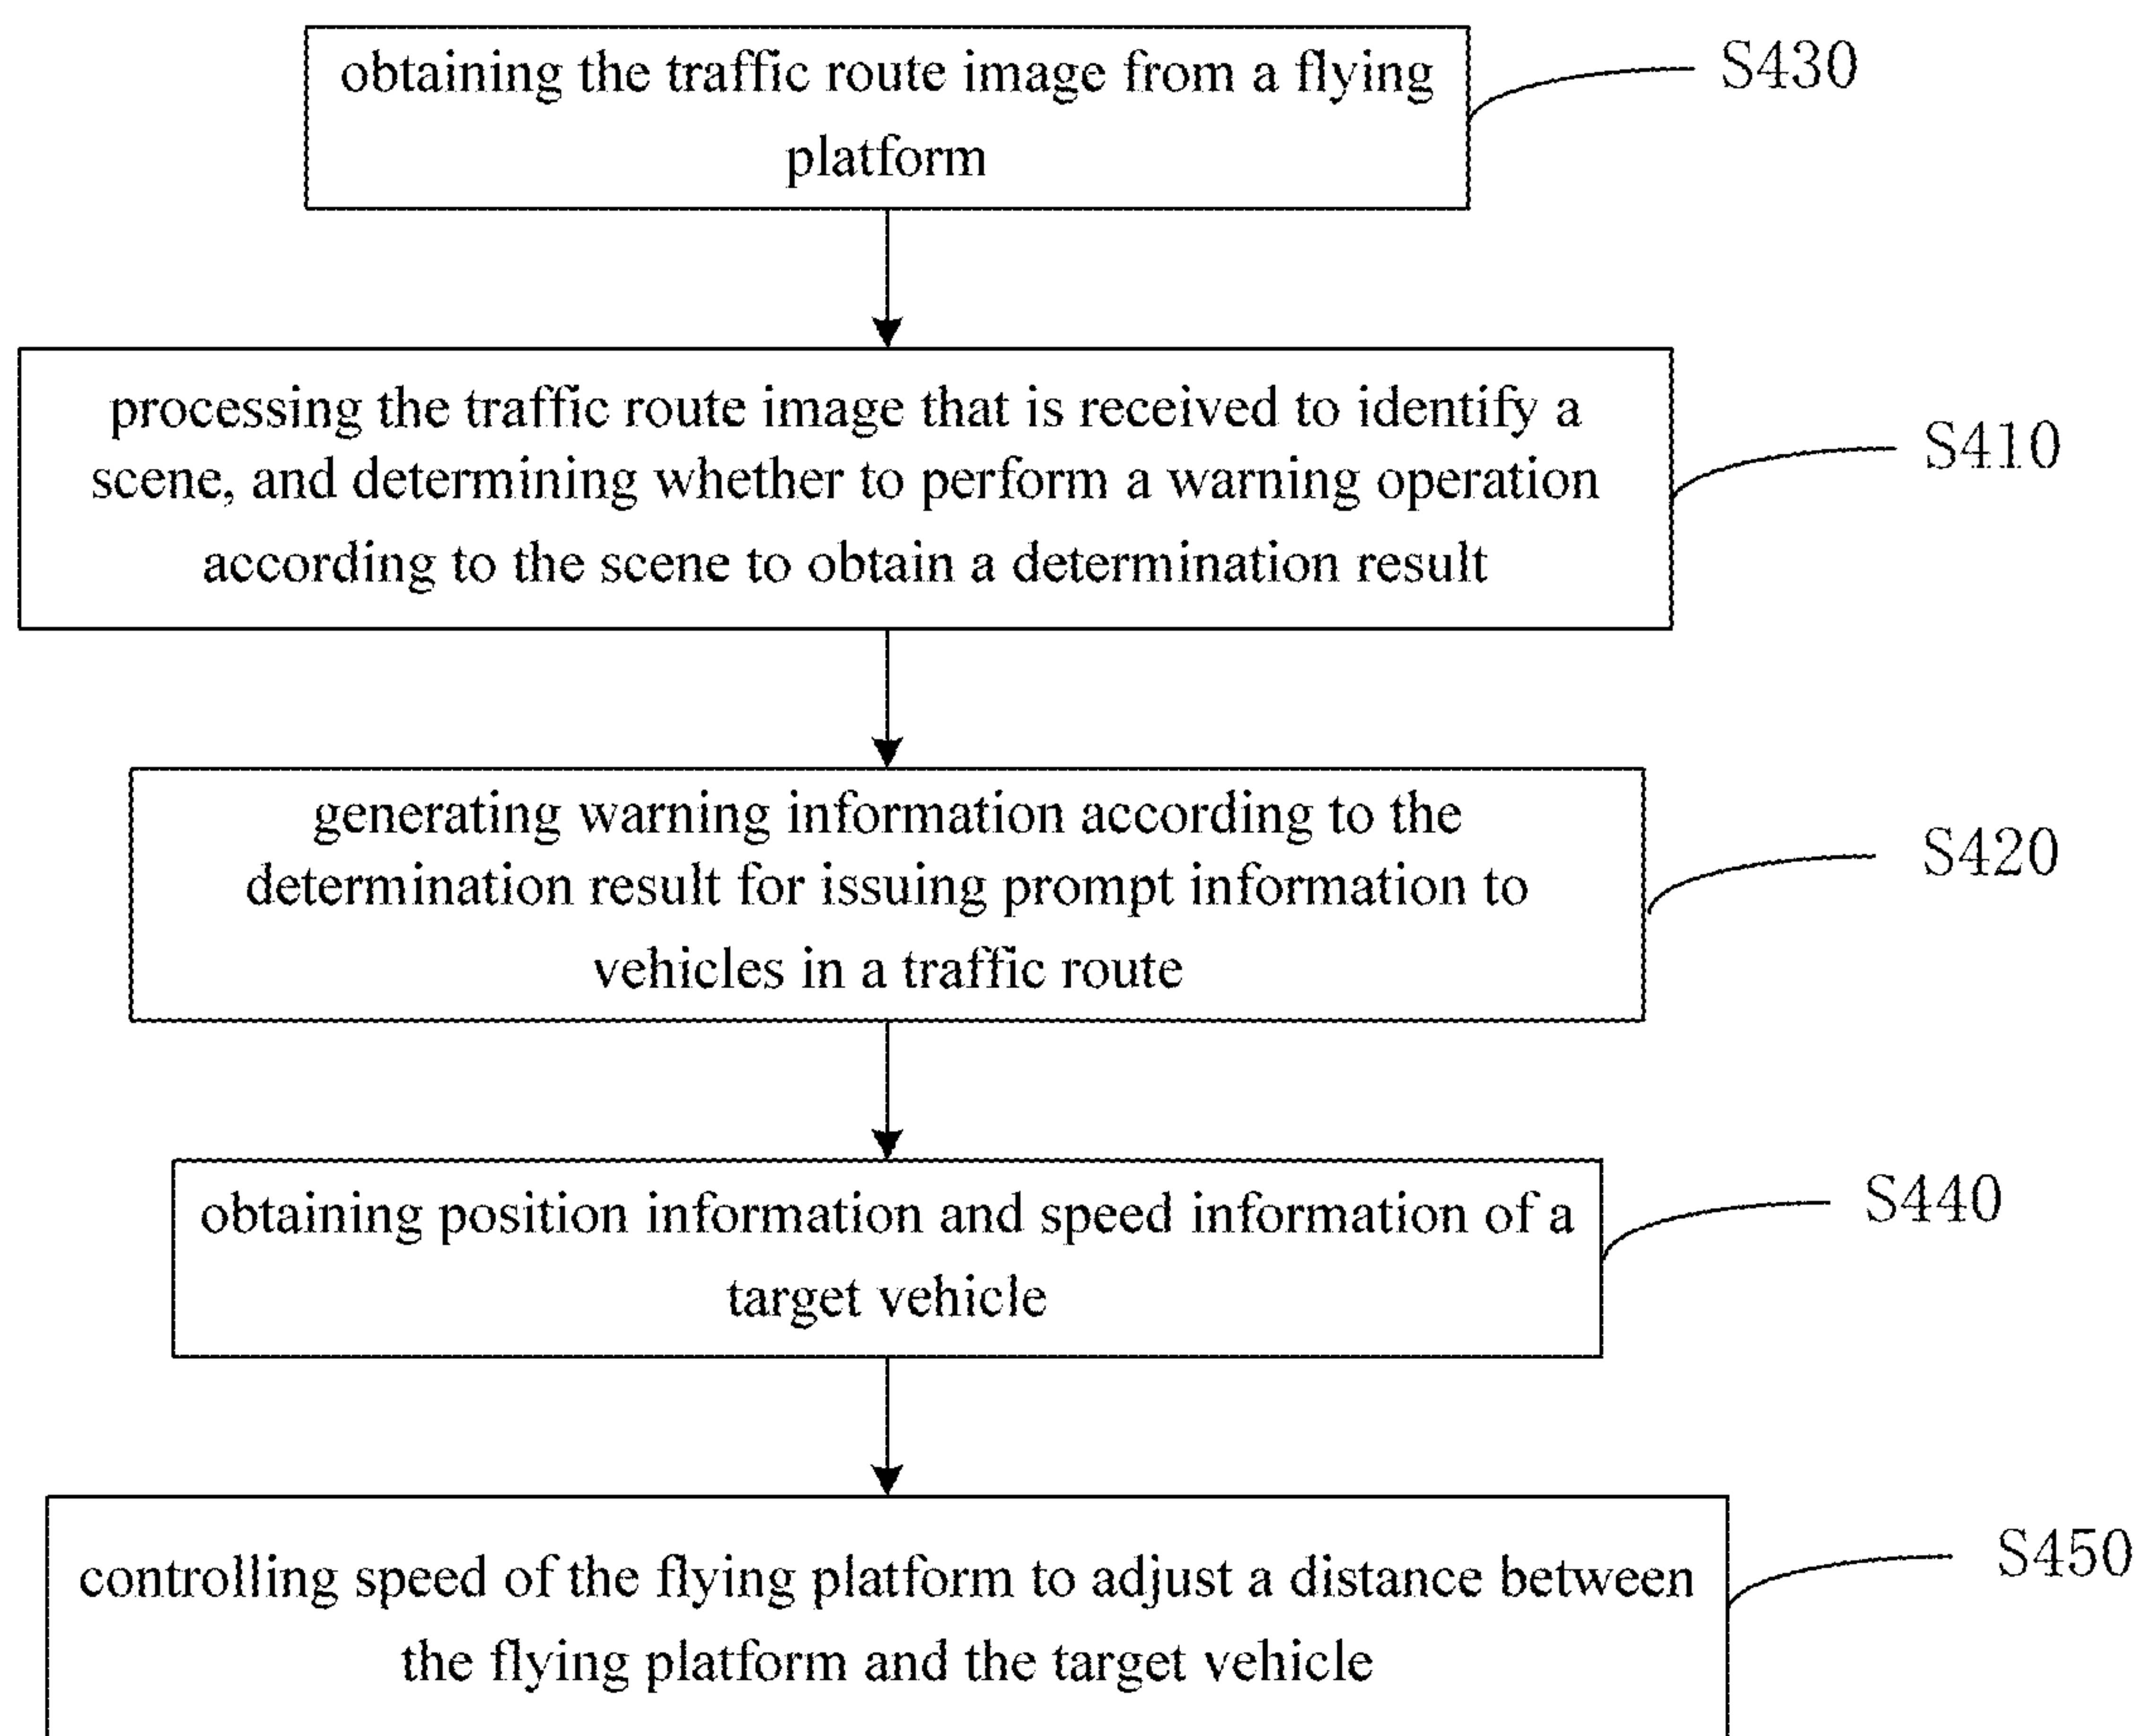 obtaining the traffic route image from a flying
platform
S430
processing the traffic route image that is received to identify a
scene, and determining whether to perform a warning operation
according to the scene to obtain a determination result
S410
generating warning information according to the
determination result for issuing prompt information to
vehicles in a traffic route
S420
obtaining position information and speed information of a
target vehicle
S440
controlling speed of the flying platform to adjust a distance between
the flying platform and the target vehicle
S450